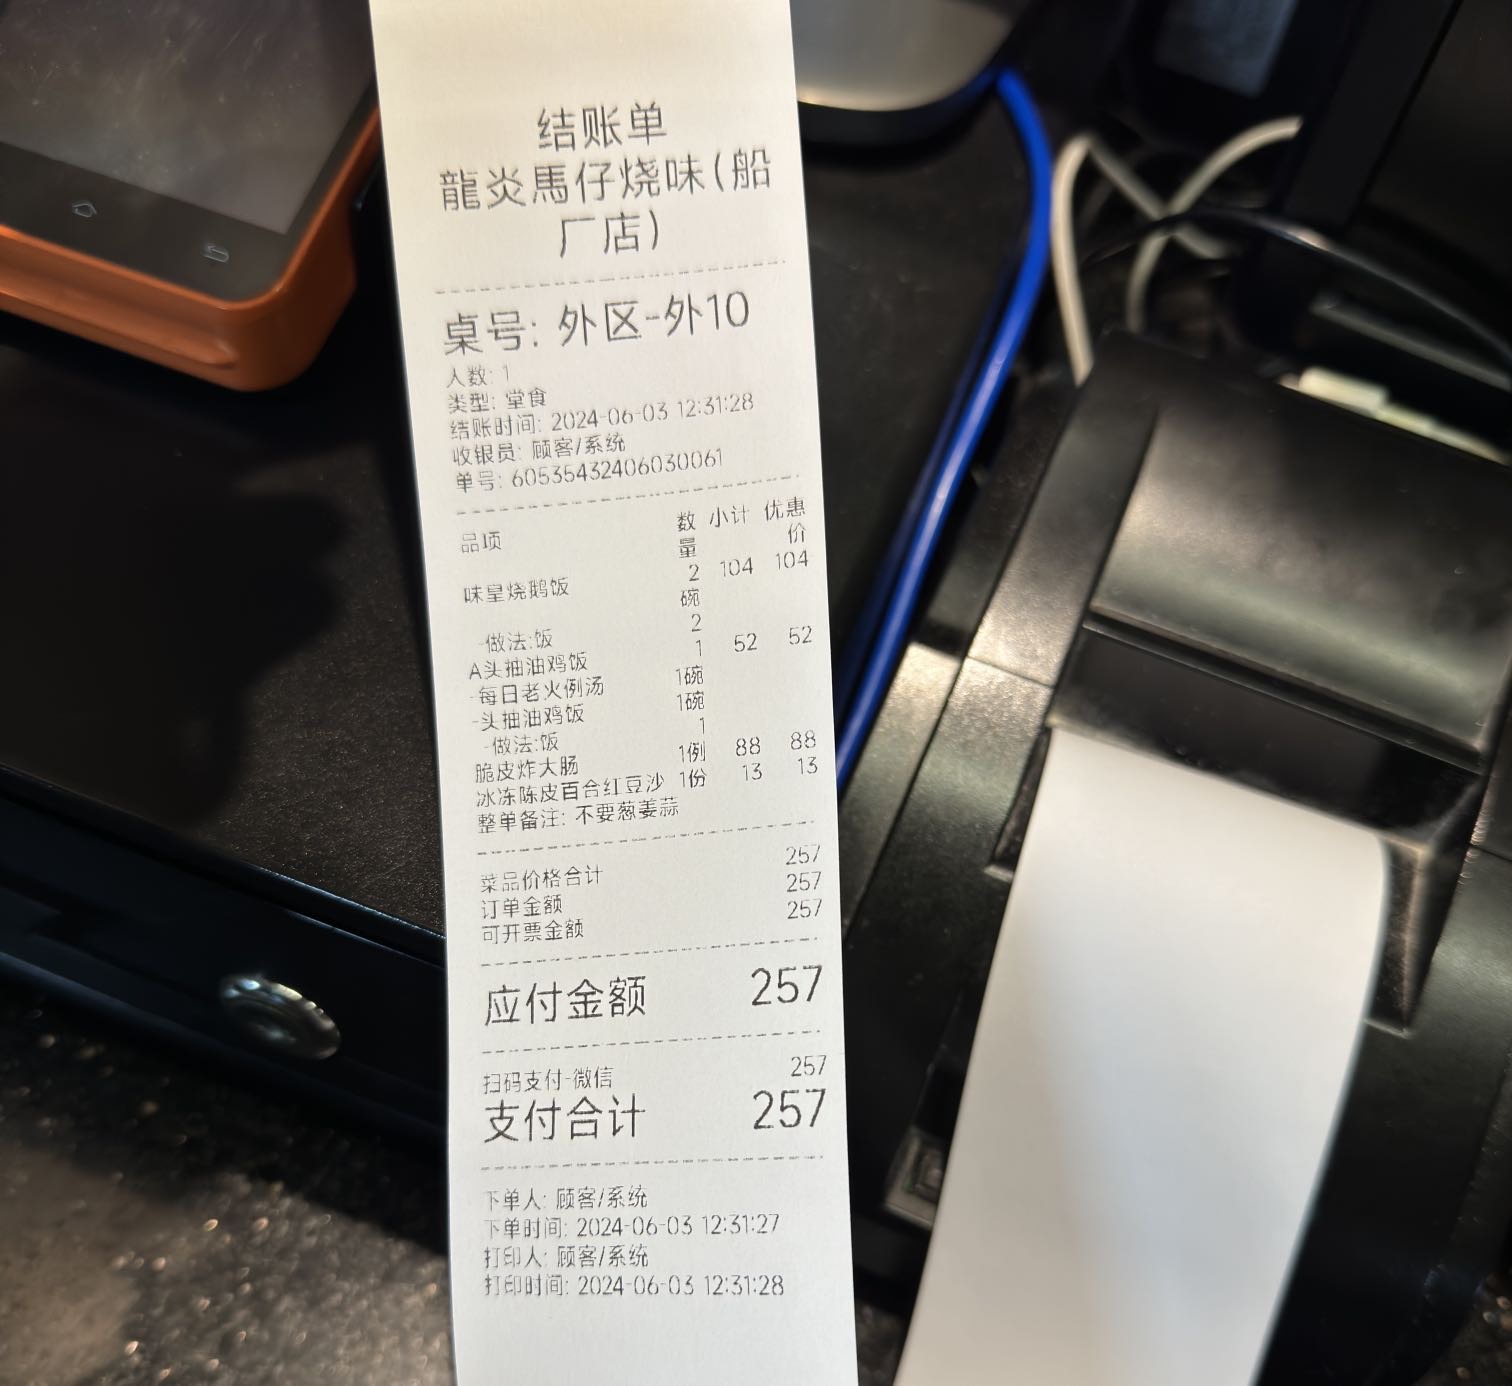 结账单
龍炎馬仔烧味(船
厂店)
桌号: 外区-外10
人数: 1
类型: 堂食
结账时间: 2024-06-03 12:31:28
收银员: 顾客/系统
单号: 60535432406030061
品项 数量 小计 优惠价
味皇烧鹅饭 2碗 104 104
-做法:饭 2
A头抽油鸡饭 1 52 52
-每日老火例汤 1碗
-头抽油鸡饭 1碗
-做法:饭 1
脆皮炸大肠 1例 88 88
冰冻陈皮百合红豆沙 1份 13 13
整单备注: 不要葱姜蒜
菜品价格合计 257
订单金额 257
可开票金额 257
应付金额 257
扫码支付-微信 257
支付合计 257
下单人: 顾客/系统
下单时间: 2024-06-03 12:31:27
打印人: 顾客/系统
打印时间: 2024-06-03 12:31:28